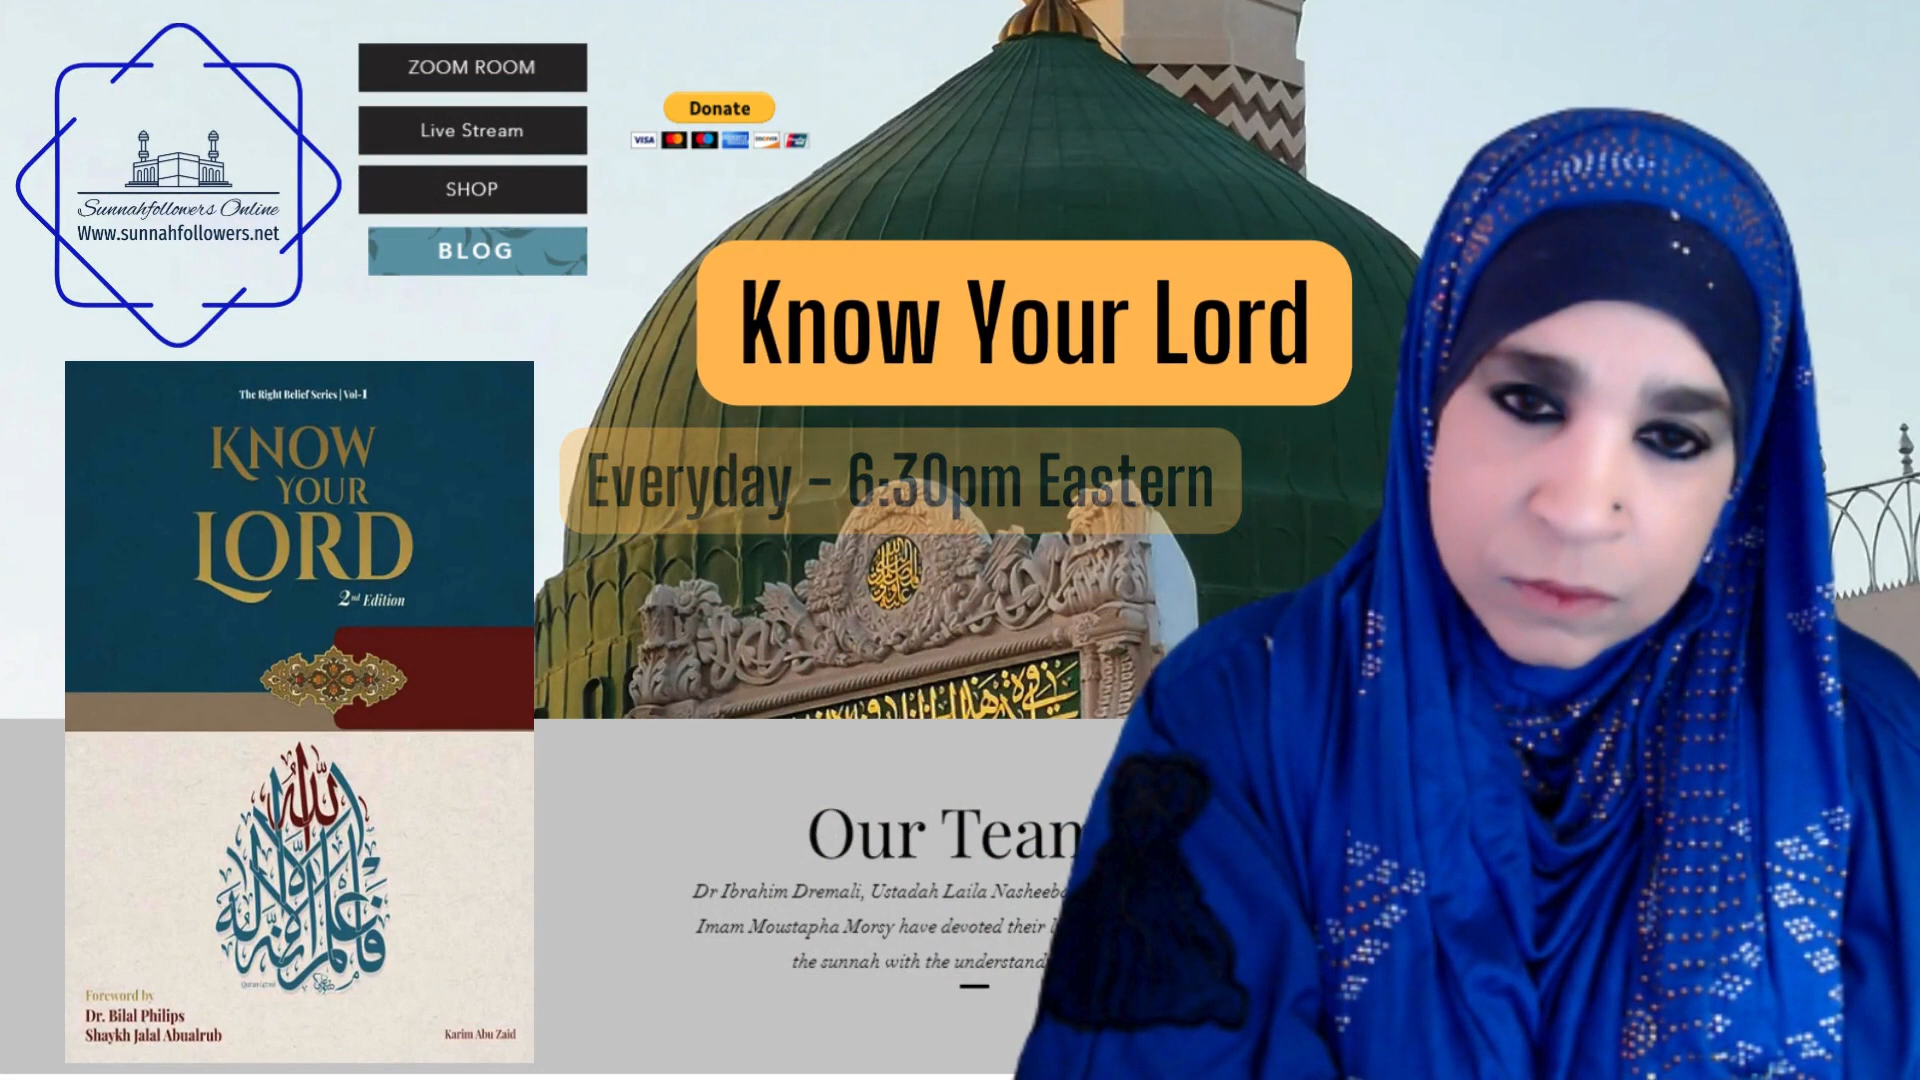 ZOOM ROOM
Live Stream
SHOP
BLOG
Donate
VISA
Sunnahfollowers Online
Www.sunnahfollowers.net
Know Your Lord
Everyday - 6:30pm Eastern
The Right Belief Series | Vol-1
KNOW
YOUR
LORD
2nd Edition
فاعلم أنه لا إله إلا الله
Foreword by
Dr. Bilal Philips
Shaykh Jalal Abualrub
Karim Abu Zaid
Our Team
Dr Ibrahim Dremali, Ustadah Laila Nasheeba
Imam Moustapha Morsy have devoted their
the sunnah with the understand